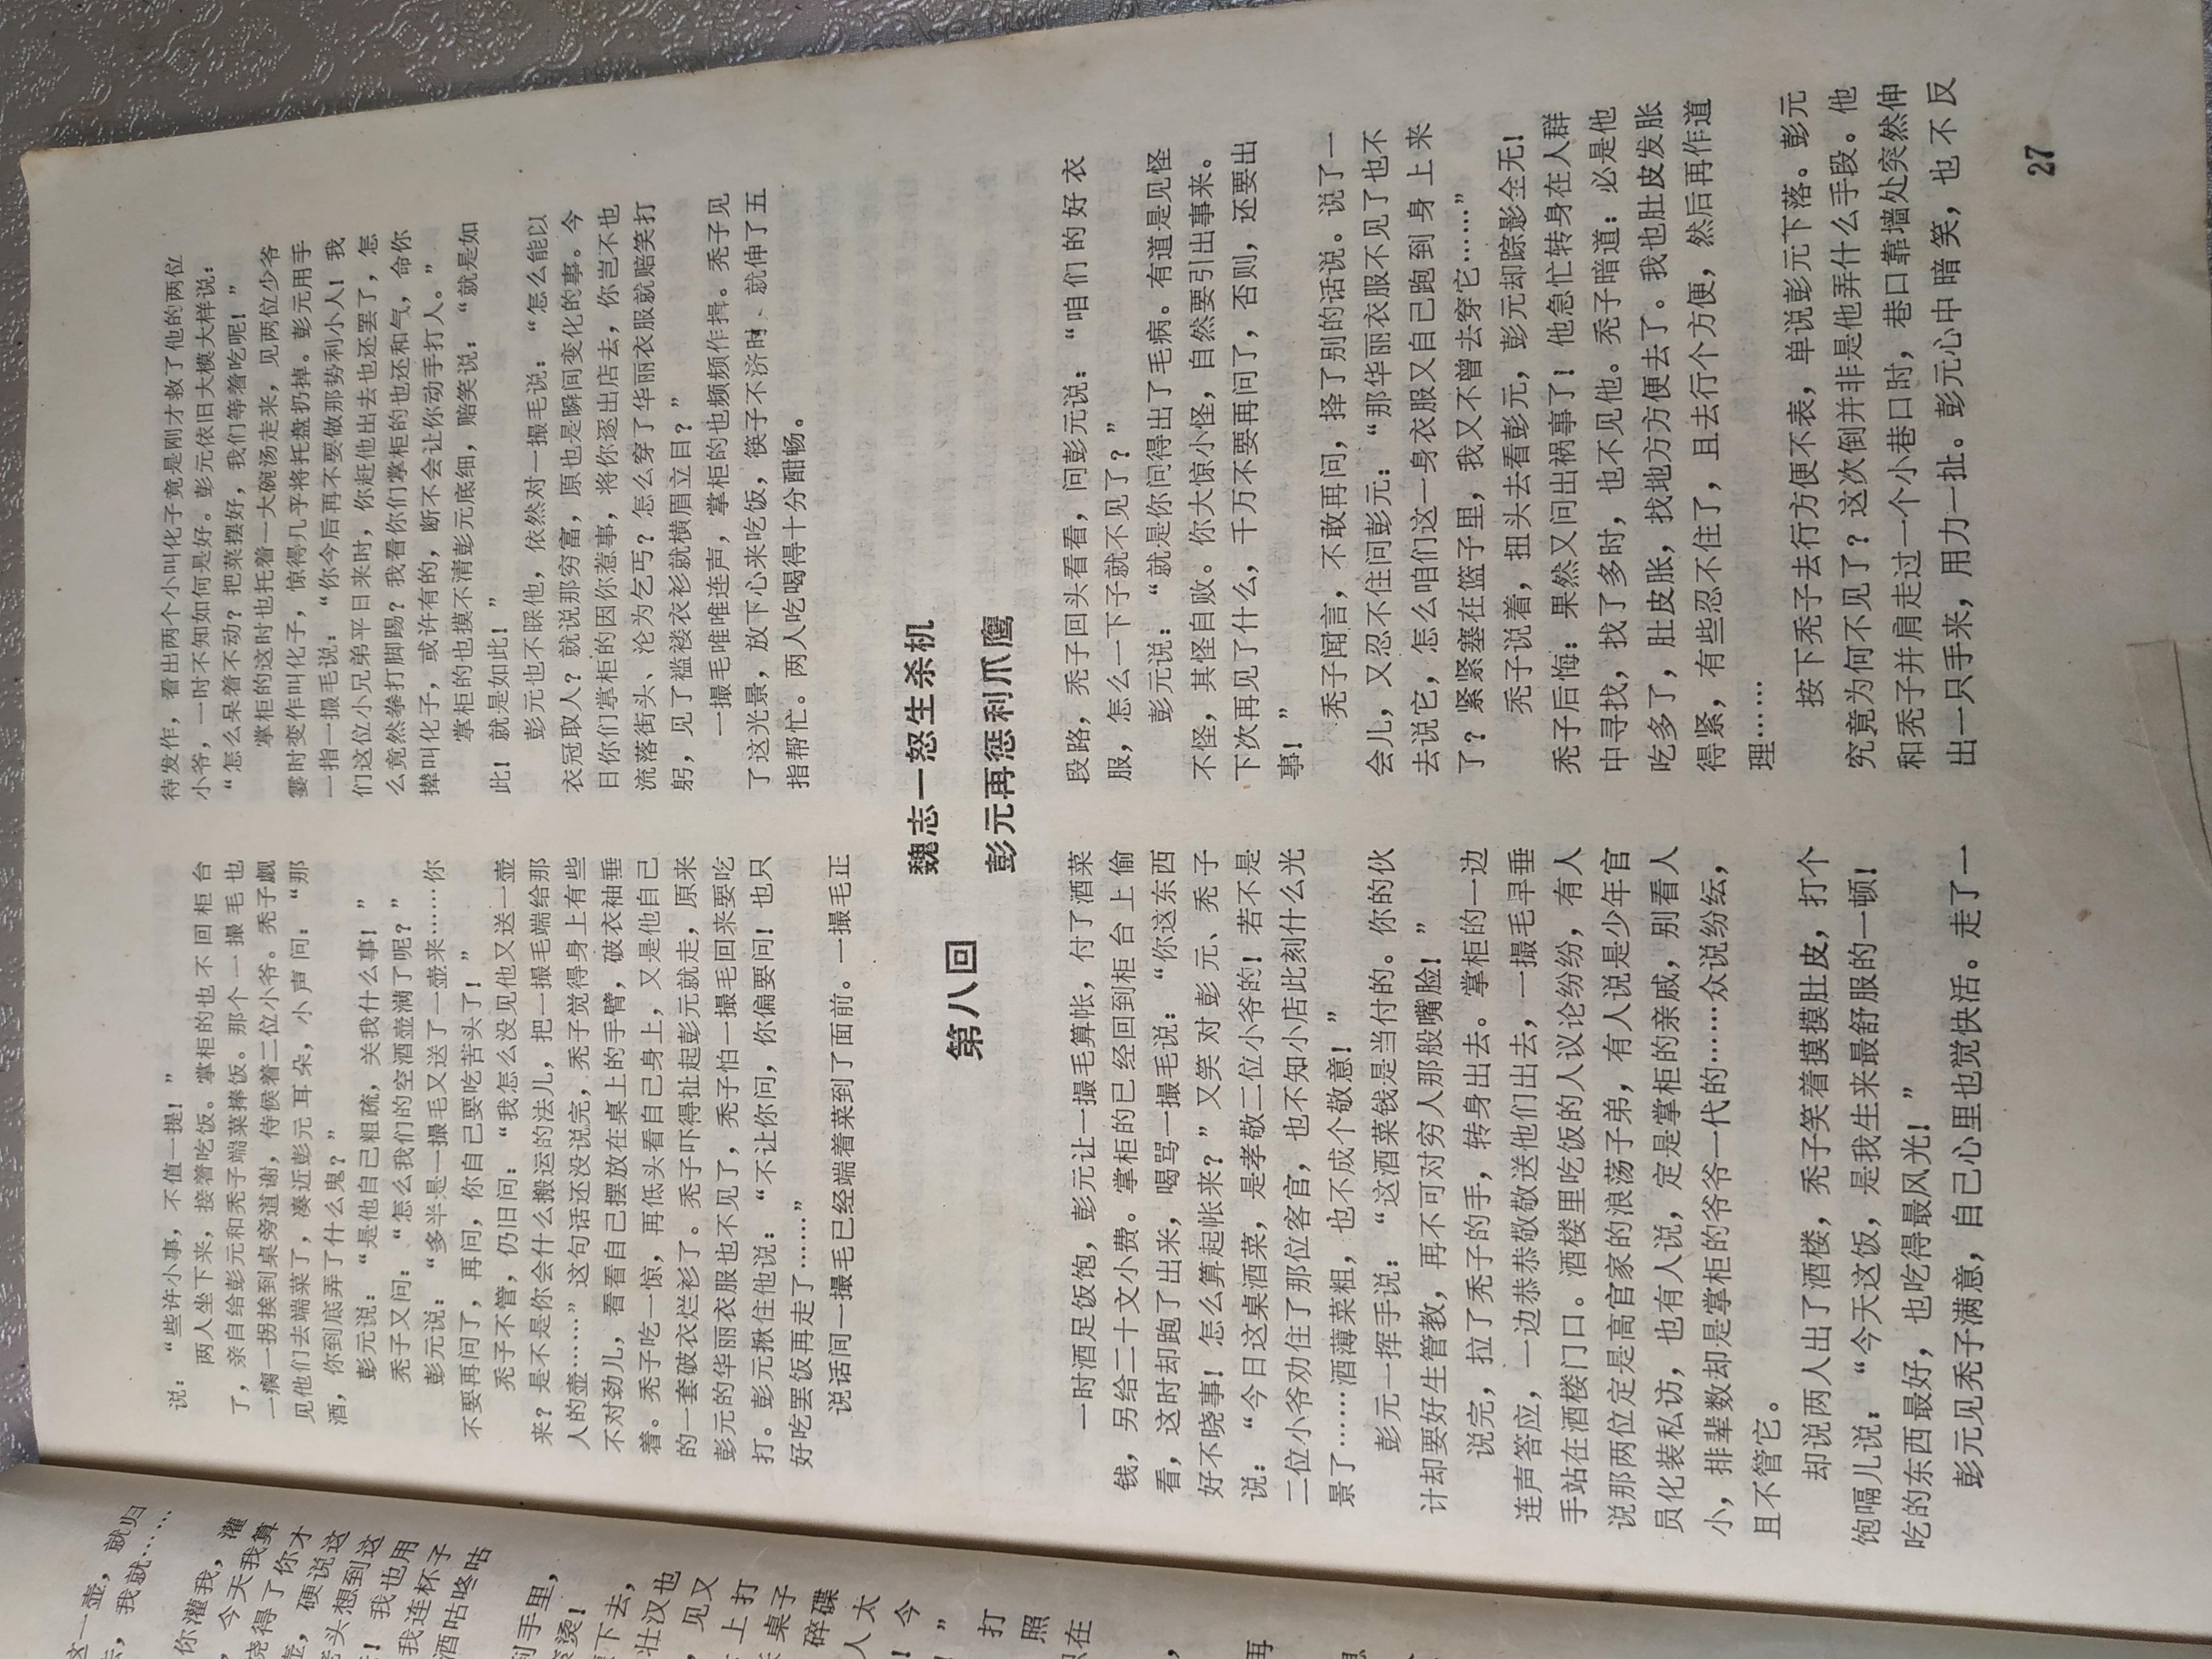 这一壶，就归
去，我就……
你灌我，灌
，今天我算
晓得了你才
壶，硬说这
老头想到这
！我也用
我连杯子
酒咕咚咕
到手里，
烫！
下去，
壮汉也
，见又
上打
桌子
碎碟
人太
！今
打
照
在
再
说：“些许小事，不值一提！”
两人坐下来，接着吃饭。掌柜的也不回柜台
了，亲自给彭元和秃子端菜捧饭。那个一撮毛也
一瘸一拐挨到桌旁道谢，侍候着二位小爷。秃子觑
见他们去端菜了，凑近彭元耳朵，小声问：“那
酒，你到底弄了什么鬼？”
彭元说：“是他自己粗疏，关我什么事！”
秃子又问：“怎么我们的空酒壶满了呢？”
彭元说：“多半是一撮毛又送了一壶来……你
不要再问了，再问，你自己要吃苦头了！”
秃子不管，仍旧问：“我怎么没见他又送一壶
来？是不是你会什么搬运的法儿，把一撮毛端给那
人的壶……”这句话还没说完，秃子觉得身上有些
不对劲儿，看看自己摆放在桌上的手臂，破衣袖垂
着。秃子吃一惊，再低头看自己身上，又是他自己
的一套破衣烂衫了。秃子吓得扯起彭元就走，原来
彭元的华丽衣服也不见了，秃子怕一撮毛回来要吃
打。彭元揪住他说：“不让你问，你偏要问！也只
好吃罢饭再走了……”
说话间一撮毛已经端着菜到了面前。一撮毛正
待发作，看出两个小叫化子竟是刚才救了他的两位
小爷，一时不知如何是好。彭元依旧大模大样说：
“怎么呆着不动？把菜摆好，我们等着吃呢！”
掌柜的这时也托着一大碗汤走来，见两位少爷
霎时变作叫化子，惊得几乎将托盘扔掉。彭元用手
一指一撮毛说：“你今后再不要做那势利小人！我
们这位小兄弟平日来时，你赶他出去也还罢了，怎
么竟然拳打脚踢？我看你们掌柜的也还和气，命你
撵叫化子，或许有的，断不会让你动手打人。”
掌柜的也摸不清彭元底细，赔笑说：“就是如
此！就是如此！”
彭元也不睬他，依然对一撮毛说：“怎么能以
衣冠取人？就说那穷富，原也是瞬间变化的事。今
日你们掌柜的因你惹事，将你逐出店去，你岂不也
流落街头、沦为乞丐？怎么穿了华丽衣服就赔笑打
躬，见了褴褛衣衫就横眉立目？”
一撮毛唯唯连声，掌柜的也频频作揖。秃子见
了这光景，放下心来吃饭，筷子不济时、就伸了五
指帮忙。两人吃喝得十分酣畅。
第八回
魏志一怒生杀机
彭元再惩利爪鹰
一时酒足饭饱，彭元让一撮毛算帐，付了酒菜
钱，另给二十文小费。掌柜的已经回到柜台上偷
看，这时却跑了出来，喝骂一撮毛说：“你这东西
好不晓事！怎么算起帐来？”又笑对彭元、秃子
说：“今日这桌酒菜，是孝敬二位小爷的！若不是
二位小爷劝住了那位客官，也不知小店此刻什么光
景了……酒薄菜粗，也不成个敬意！”
彭元一挥手说：“这酒菜钱是当付的。你的伙
计却要好生管教，再不可对穷人那般嘴脸！”
说完，拉了秃子的手，转身出去。掌柜的一边
连声答应，一边恭恭敬敬送他们出去，一撮毛早垂
手站在酒楼门口。酒楼里吃饭的人议论纷纷，有人
说那两位定是高官家的浪荡子弟，有人说是少年官
员化装私访，也有人说，定是掌柜的亲戚，别看人
小，排辈数却是掌柜的爷爷一代的……众说纷纭，
且不管它。
却说两人出了酒楼，秃子笑着摸摸肚皮，打个
饱嗝儿说：“今天这饭，是我生来最舒服的一顿！
吃的东西最好，也吃得最风光！”
彭元见秃子满意，自己心里也觉快活。走了一
段路，秃子回头看看，问彭元说：“咱们的好衣
服，怎么一下子就不见了？”
彭元说：“就是你问得出了毛病。有道是见怪
不怪，其怪自败。你大惊小怪，自然要引出事来。
下次再见了什么，千万不要再问了，否则，还要出
事！”
秃子闻言，不敢再问，择了别的话说。说了一
会儿，又忍不住问彭元：“那华丽衣服不见了也不
去说它，怎么咱们这一身衣服又自己跑到身上来
了？紧紧塞在篮子里，我又不曾去穿它……”
秃子说着，扭头去看彭元，彭元却踪影全无！
秃子后悔：果然又问出祸事了！他急忙转身在人群
中寻找，找了多时，也不见他。秃子暗道：必是他
吃多了，肚皮胀，找地方方便去了。我也肚皮发胀
得紧，有些忍不住了，且去行个方便，然后再作道
理……
按下秃子去行方便不表，单说彭元下落。彭元
究竟为何不见了？这次倒并非是他弄什么手段。他
和秃子并肩走过一个小巷口时，巷口靠墙处突然伸
出一只手来，用力一扯。彭元心中暗笑，也不反
27